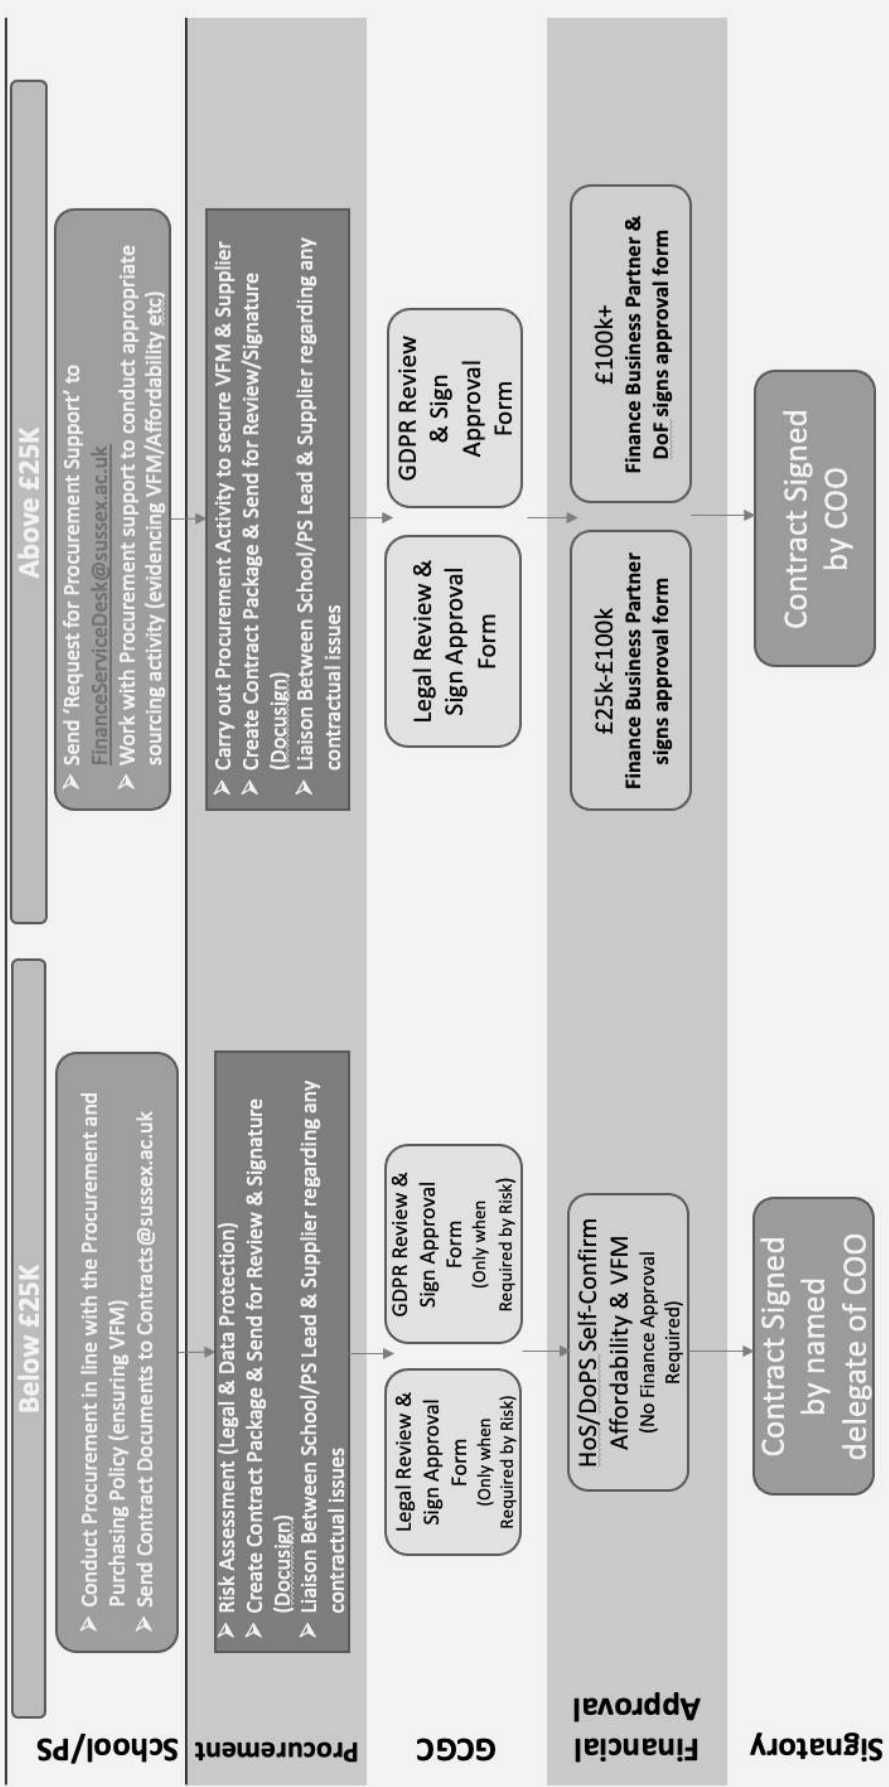 Below £25K
Above £25K
School/PS
➢ Conduct Procurement in line with the Procurement and
Purchasing Policy (ensuring VFM)
➢ Send Contract Documents to Contracts@sussex.ac.uk
➢ Send ‘Request for Procurement Support’ to
FinanceServiceDesk@sussex.ac.uk
➢ Work with Procurement support to conduct appropriate
sourcing activity (evidencing VFM/Affordability etc)
Procurement
➢ Risk Assessment (Legal & Data Protection)
➢ Create Contract Package & Send for Review & Signature
(Docusign)
➢ Liaison Between School/PS Lead & Supplier regarding any
contractual issues
➢ Carry out Procurement Activity to secure VFM & Supplier
➢ Create Contract Package & Send for Review/Signature
(Docusign)
➢ Liaison Between School/PS Lead & Supplier regarding any
contractual issues
GCGC
Legal Review &
Sign Approval
Form
(Only when
Required by Risk)
GDPR Review &
Sign Approval
Form
(Only when
Required by Risk)
Legal Review &
Sign Approval
Form
GDPR Review
& Sign
Approval
Form
Financial
Approval
HoS/DoPS Self-Confirm
Affordability & VFM
(No Finance Approval
Required)
£25k-£100k
Finance Business Partner
signs approval form
£100k+
Finance Business Partner &
DoF signs approval form
Signatory
Contract Signed
by named
delegate of COO
Contract Signed
by COO